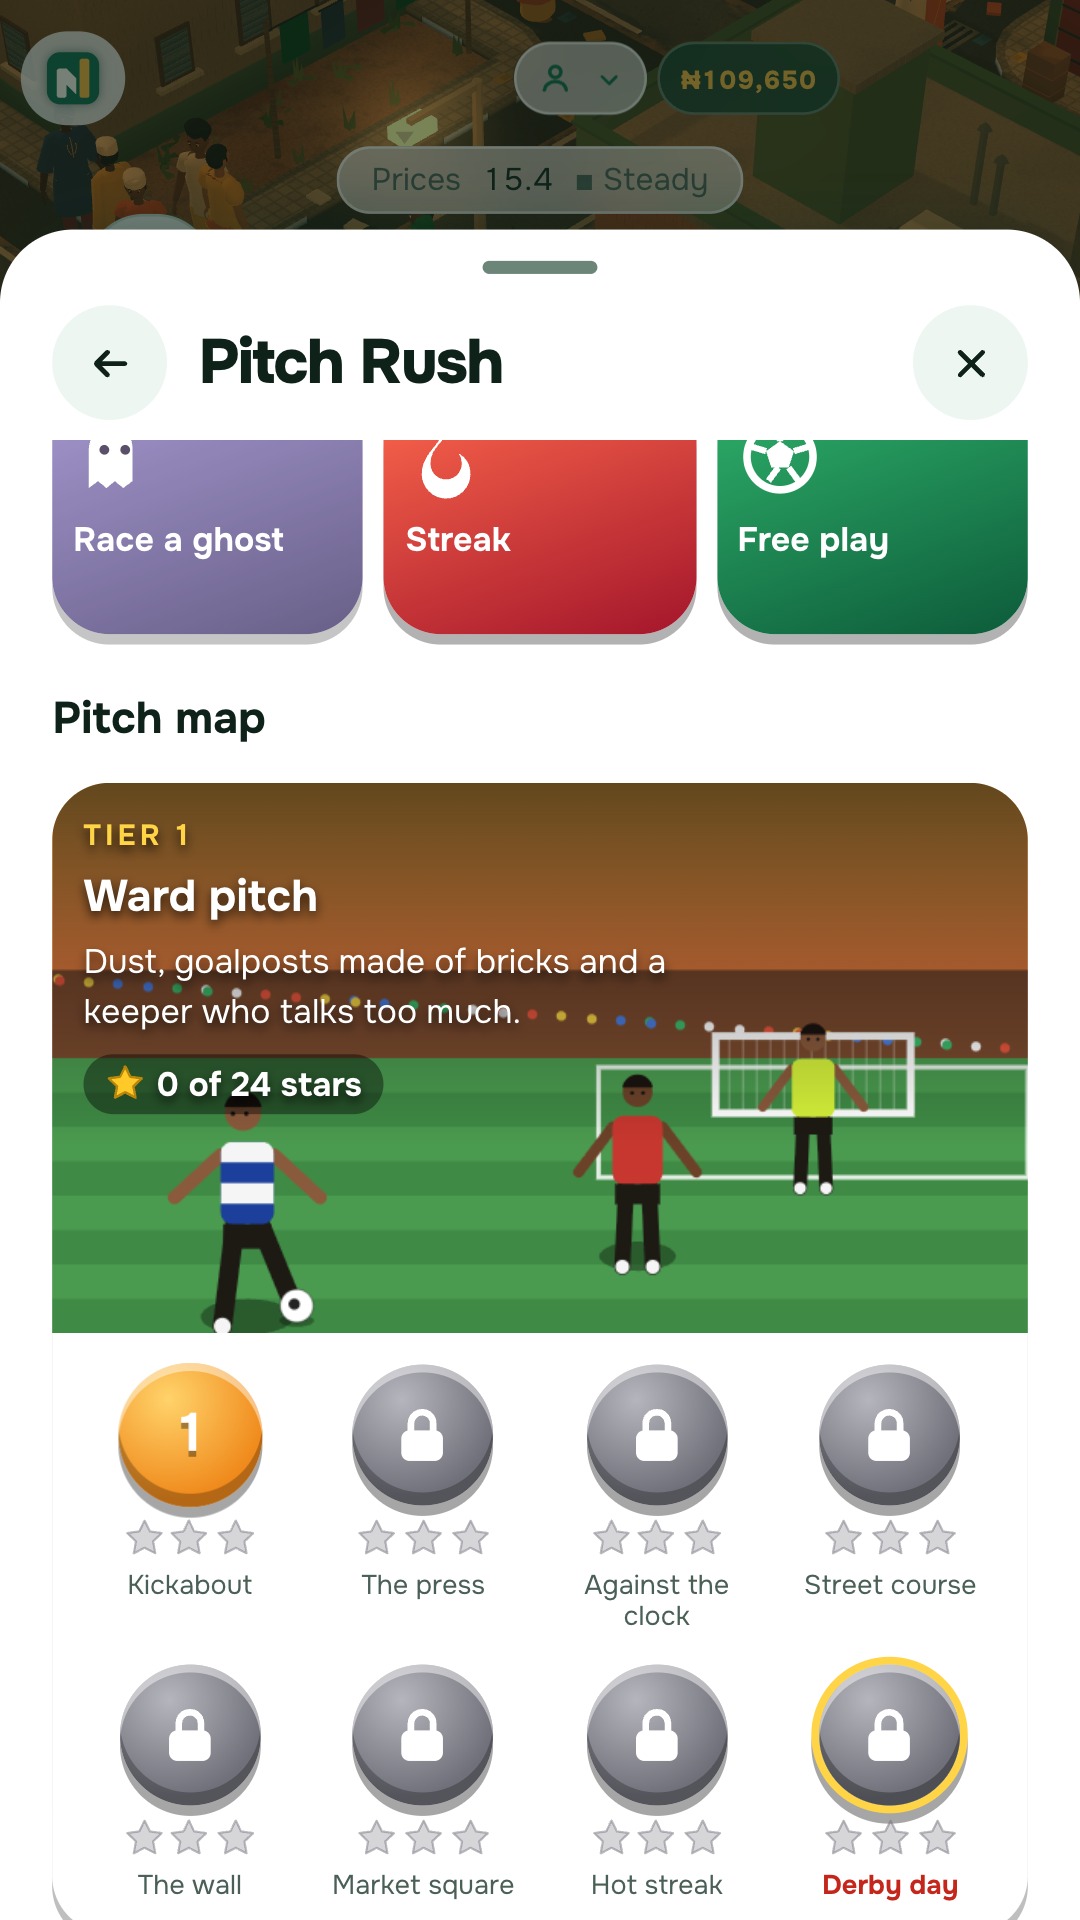 ₦109,650
Prices 15.4 Steady
Pitch Rush
Race a ghost
Streak
Free play
Pitch map
TIER 1
Ward pitch
Dust, goalposts made of bricks and a
keeper who talks too much.
0 of 24 stars
1
Kickabout
The press
Against the
clock
Street course
The wall
Market square
Hot streak
Derby day